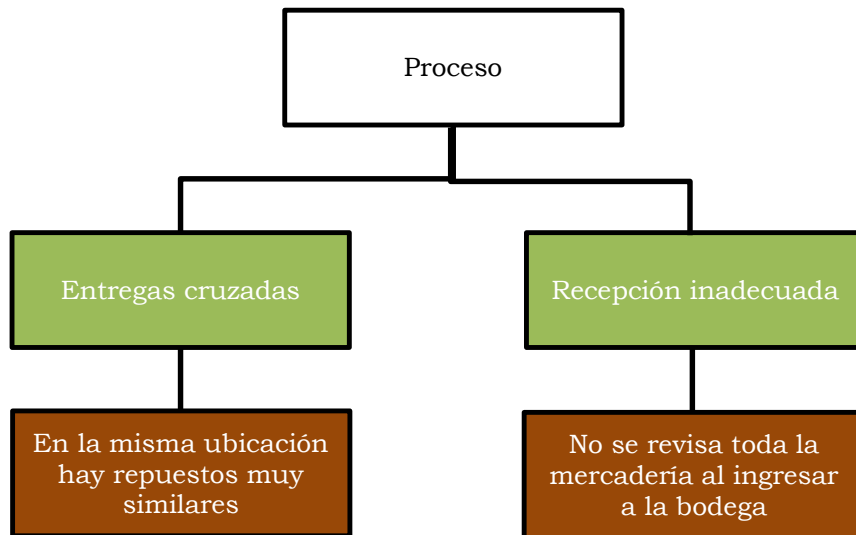 Proceso
Entregas cruzadas
Recepción inadecuada
En la misma ubicación
hay repuestos muy
similares
No se revisa toda la
mercadería al ingresar
a la bodega